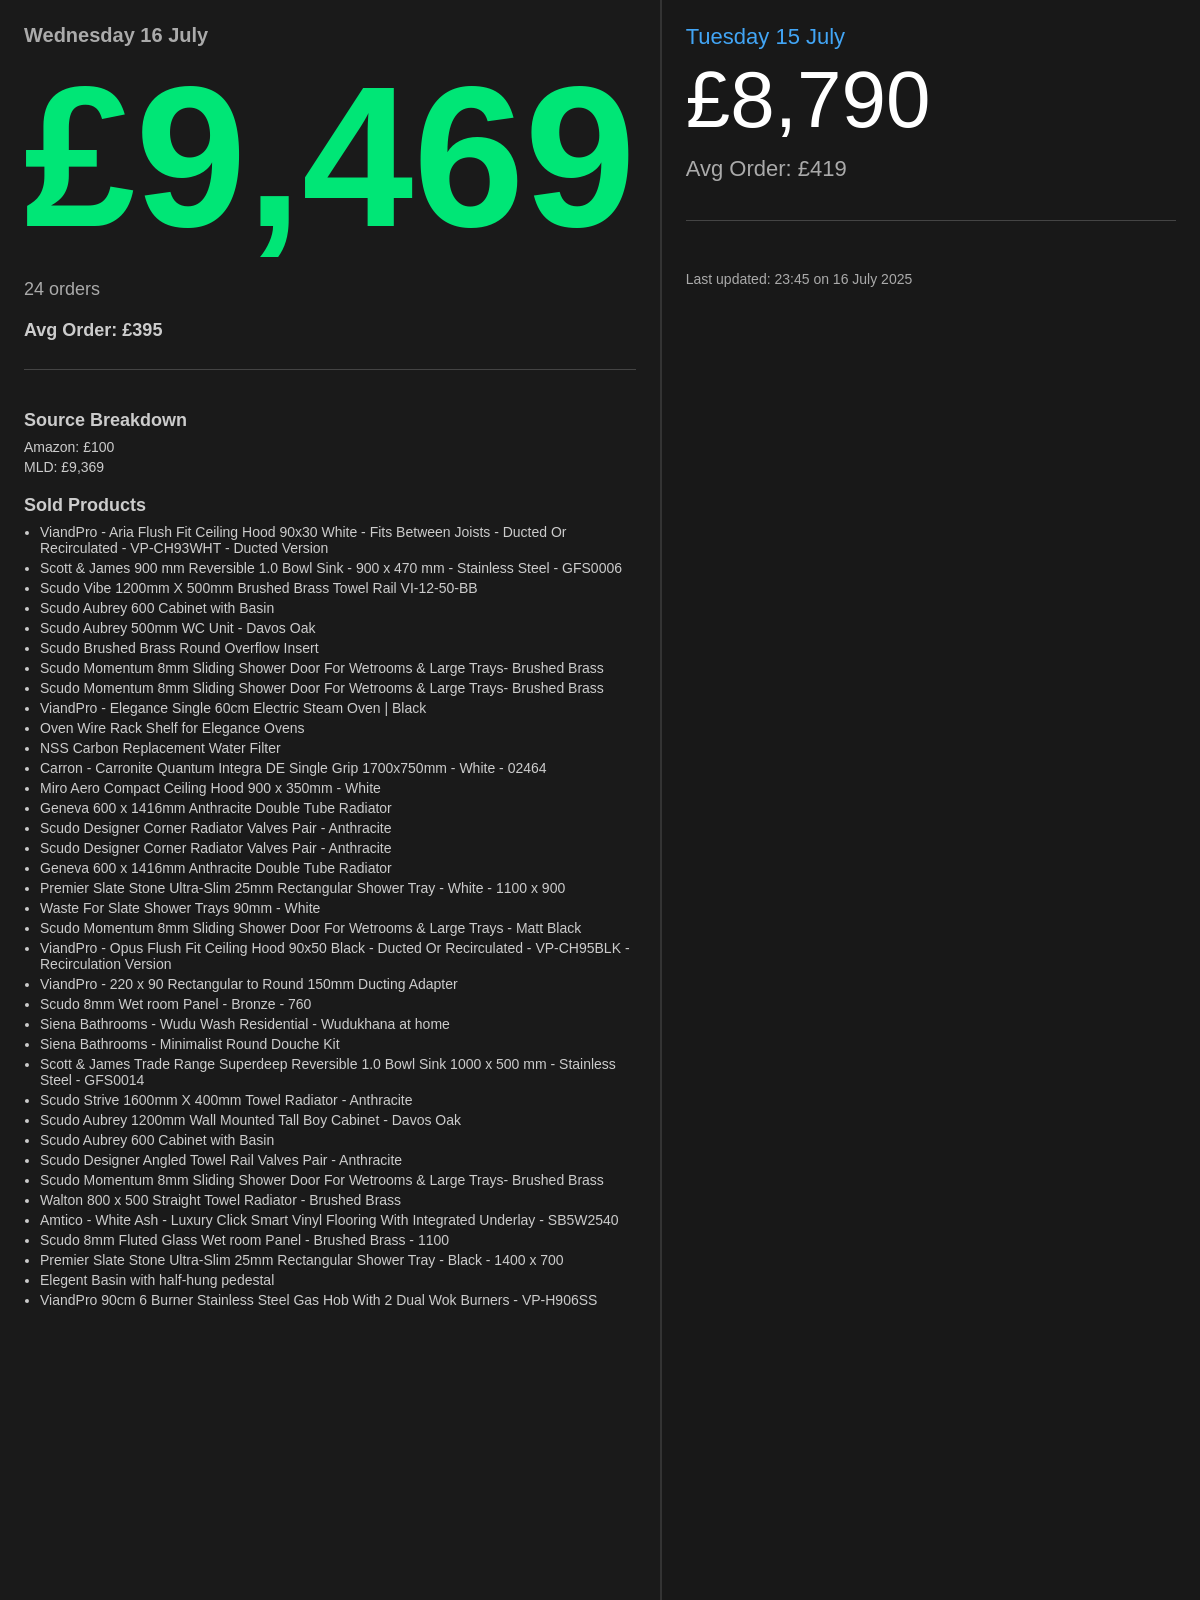 Wednesday 16 July
£9,469
24 orders
Avg Order: £395
Source Breakdown
Amazon: £100
MLD: £9,369
Sold Products
• ViandPro - Aria Flush Fit Ceiling Hood 90x30 White - Fits Between Joists - Ducted Or
Recirculated - VP-CH93WHT - Ducted Version
• Scott & James 900 mm Reversible 1.0 Bowl Sink - 900 x 470 mm - Stainless Steel - GFS0006
• Scudo Vibe 1200mm X 500mm Brushed Brass Towel Rail VI-12-50-BB
• Scudo Aubrey 600 Cabinet with Basin
• Scudo Aubrey 500mm WC Unit - Davos Oak
• Scudo Brushed Brass Round Overflow Insert
• Scudo Momentum 8mm Sliding Shower Door For Wetrooms & Large Trays- Brushed Brass
• Scudo Momentum 8mm Sliding Shower Door For Wetrooms & Large Trays- Brushed Brass
• ViandPro - Elegance Single 60cm Electric Steam Oven | Black
• Oven Wire Rack Shelf for Elegance Ovens
• NSS Carbon Replacement Water Filter
• Carron - Carronite Quantum Integra DE Single Grip 1700x750mm - White - 02464
• Miro Aero Compact Ceiling Hood 900 x 350mm - White
• Geneva 600 x 1416mm Anthracite Double Tube Radiator
• Scudo Designer Corner Radiator Valves Pair - Anthracite
• Scudo Designer Corner Radiator Valves Pair - Anthracite
• Geneva 600 x 1416mm Anthracite Double Tube Radiator
• Premier Slate Stone Ultra-Slim 25mm Rectangular Shower Tray - White - 1100 x 900
• Waste For Slate Shower Trays 90mm - White
• Scudo Momentum 8mm Sliding Shower Door For Wetrooms & Large Trays - Matt Black
• ViandPro - Opus Flush Fit Ceiling Hood 90x50 Black - Ducted Or Recirculated - VP-CH95BLK -
Recirculation Version
• ViandPro - 220 x 90 Rectangular to Round 150mm Ducting Adapter
• Scudo 8mm Wet room Panel - Bronze - 760
• Siena Bathrooms - Wudu Wash Residential - Wudukhana at home
• Siena Bathrooms - Minimalist Round Douche Kit
• Scott & James Trade Range Superdeep Reversible 1.0 Bowl Sink 1000 x 500 mm - Stainless
Steel - GFS0014
• Scudo Strive 1600mm X 400mm Towel Radiator - Anthracite
• Scudo Aubrey 1200mm Wall Mounted Tall Boy Cabinet - Davos Oak
• Scudo Aubrey 600 Cabinet with Basin
• Scudo Designer Angled Towel Rail Valves Pair - Anthracite
• Scudo Momentum 8mm Sliding Shower Door For Wetrooms & Large Trays- Brushed Brass
• Walton 800 x 500 Straight Towel Radiator - Brushed Brass
• Amtico - White Ash - Luxury Click Smart Vinyl Flooring With Integrated Underlay - SB5W2540
• Scudo 8mm Fluted Glass Wet room Panel - Brushed Brass - 1100
• Premier Slate Stone Ultra-Slim 25mm Rectangular Shower Tray - Black - 1400 x 700
• Elegent Basin with half-hung pedestal
• ViandPro 90cm 6 Burner Stainless Steel Gas Hob With 2 Dual Wok Burners - VP-H906SS
Tuesday 15 July
£8,790
Avg Order: £419
Last updated: 23:45 on 16 July 2025